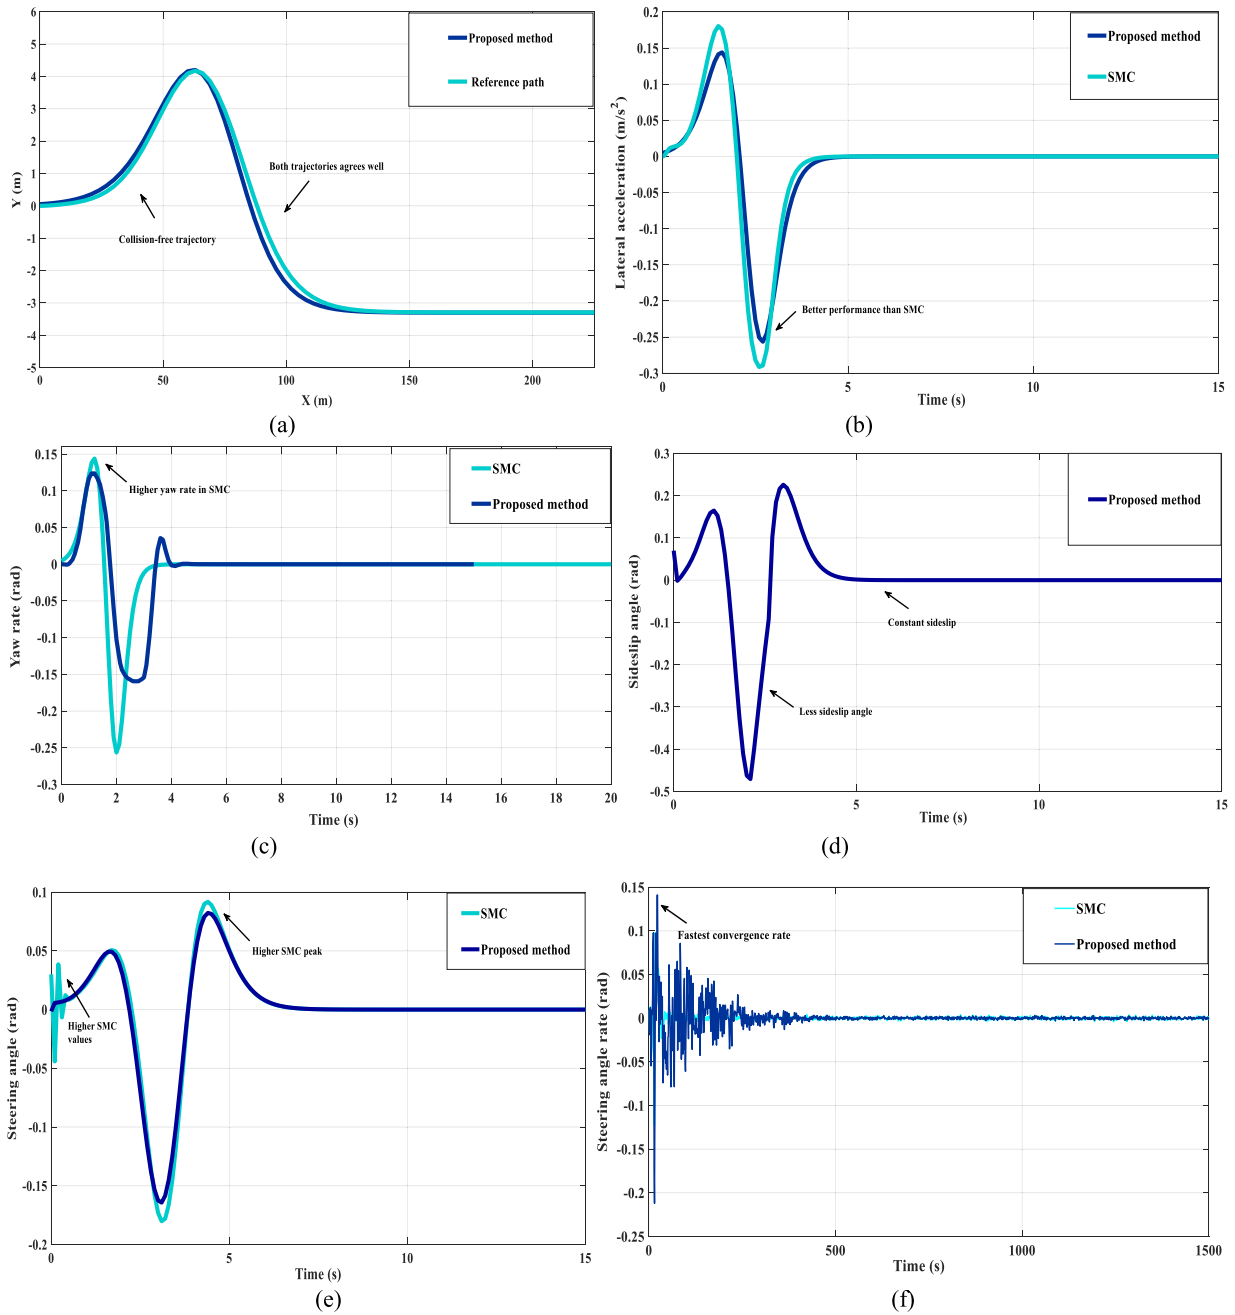 6
5
4
3
2
1
0
-1
-2
-3
-4
-5
Y (m)
Proposed method
Reference path
Both trajectories agrees well
Collision-free trajectory
0
50
100
150
200
X (m)
(a)
0.2
0.15
0.1
0.05
0
-0.05
-0.1
-0.15
-0.2
-0.25
-0.3
Lateral acceleration (m/s²)
Proposed method
SMC
Better performance than SMC
0
5
10
15
Time (s)
(b)
0.15
0.1
0.05
0
-0.05
-0.1
-0.15
-0.2
-0.25
-0.3
Yaw rate (rad)
SMC
Proposed method
Higher yaw rate in SMC
0
2
4
6
8
10
12
14
16
18
20
Time (s)
(c)
0.3
0.2
0.1
0
-0.1
-0.2
-0.3
-0.4
-0.5
Sideslip angle (rad)
Proposed method
Constant sideslip
Less sideslip angle
0
5
10
15
Time (s)
(d)
0.1
0.05
0
-0.05
-0.1
-0.15
-0.2
Steering angle (rad)
SMC
Proposed method
Higher SMC peak
Higher SMC
values
0
5
10
15
Time (s)
(e)
0.15
0.1
0.05
0
-0.05
-0.1
-0.15
-0.2
-0.25
Steering angle rate (rad)
SMC
Proposed method
Fastest convergence rate
0
500
1000
1500
Time (s)
(f)